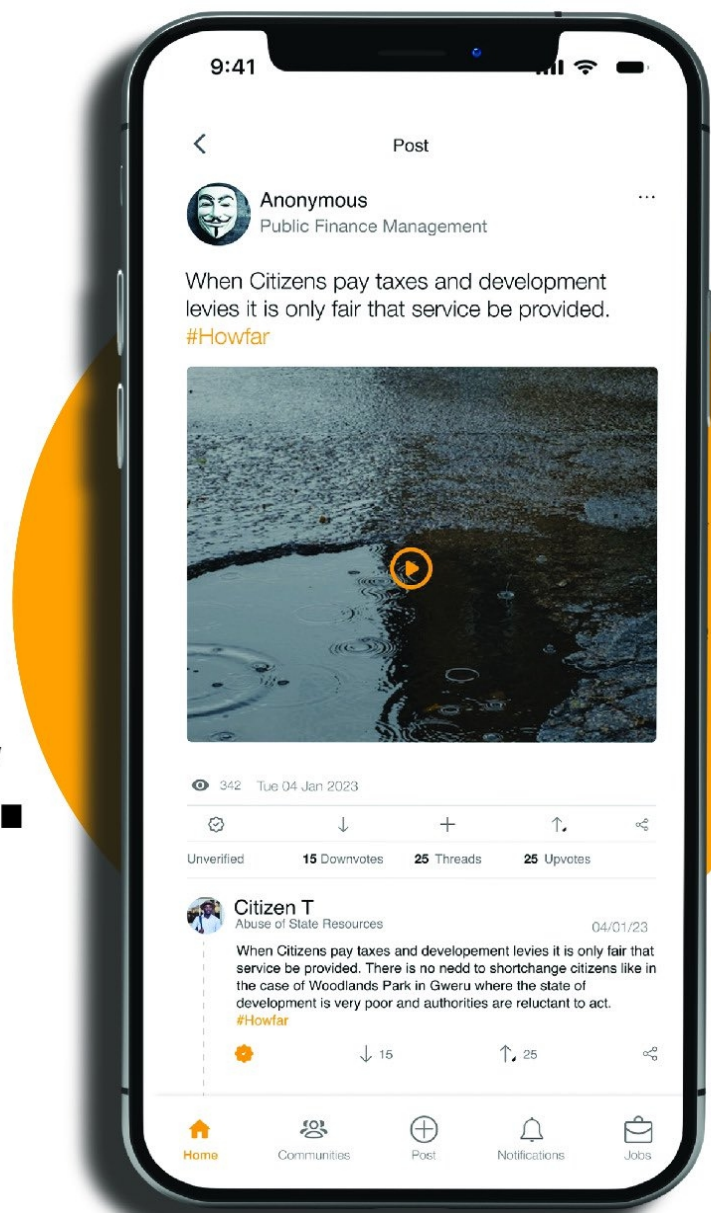 9:41
Post
Anonymous
...
Public Finance Management
When Citizens pay taxes and development
levies it is only fair that service be provided.
#Howfar
342 Tue 04 Jan 2023
Unverified 15 Downvotes 25 Threads 25 Upvotes
Citizen T
Abuse of State Resources 04/01/23
When Citizens pay taxes and developement levies it is only fair that
service be provided. There is no nedd to shortchange citizens like in
the case of Woodlands Park in Gweru where the state of
development is very poor and authorities are reluctant to act.
#Howfar
15 25
Home Communities Post Notifications Jobs